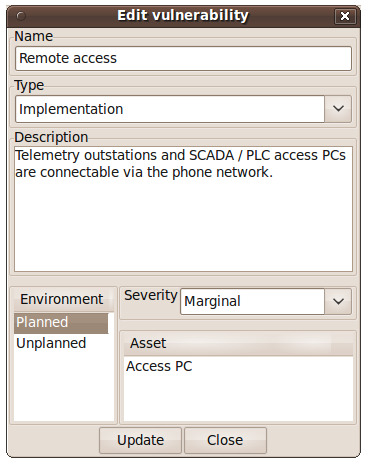 Edit vulnerability
Name
Remote access
Type
Implementation
Description
Telemetry outstations and SCADA / PLC access PCs
are connectable via the phone network.
Environment
Planned
Unplanned
Severity
Marginal
Asset
Access PC
Update
Close